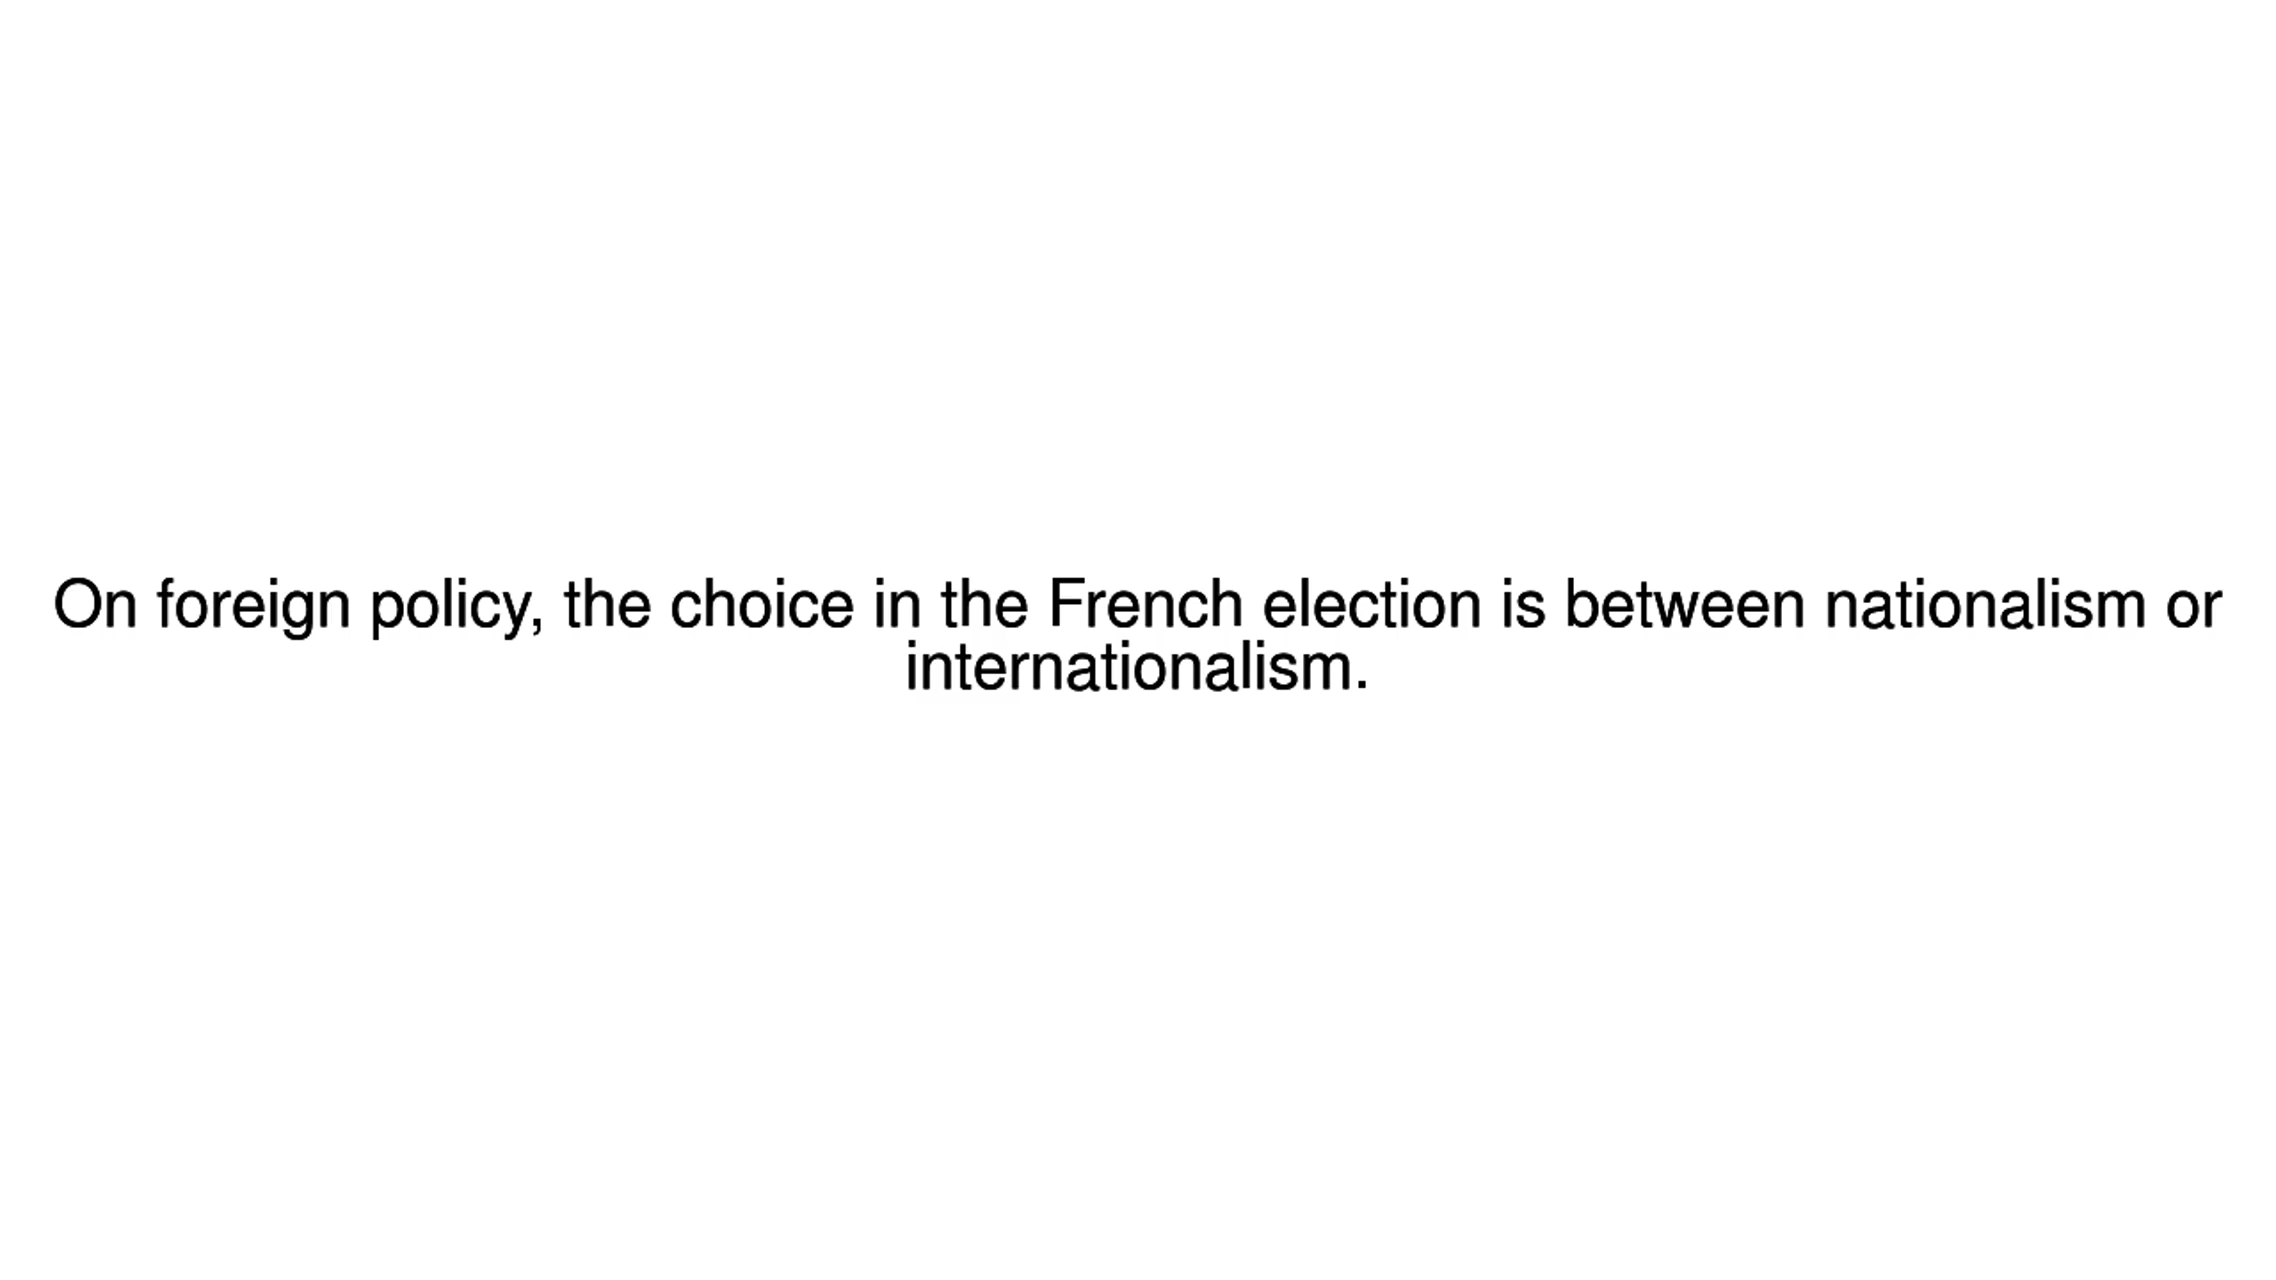 On foreign policy, the choice in the French election is between nationalism or
internationalism.